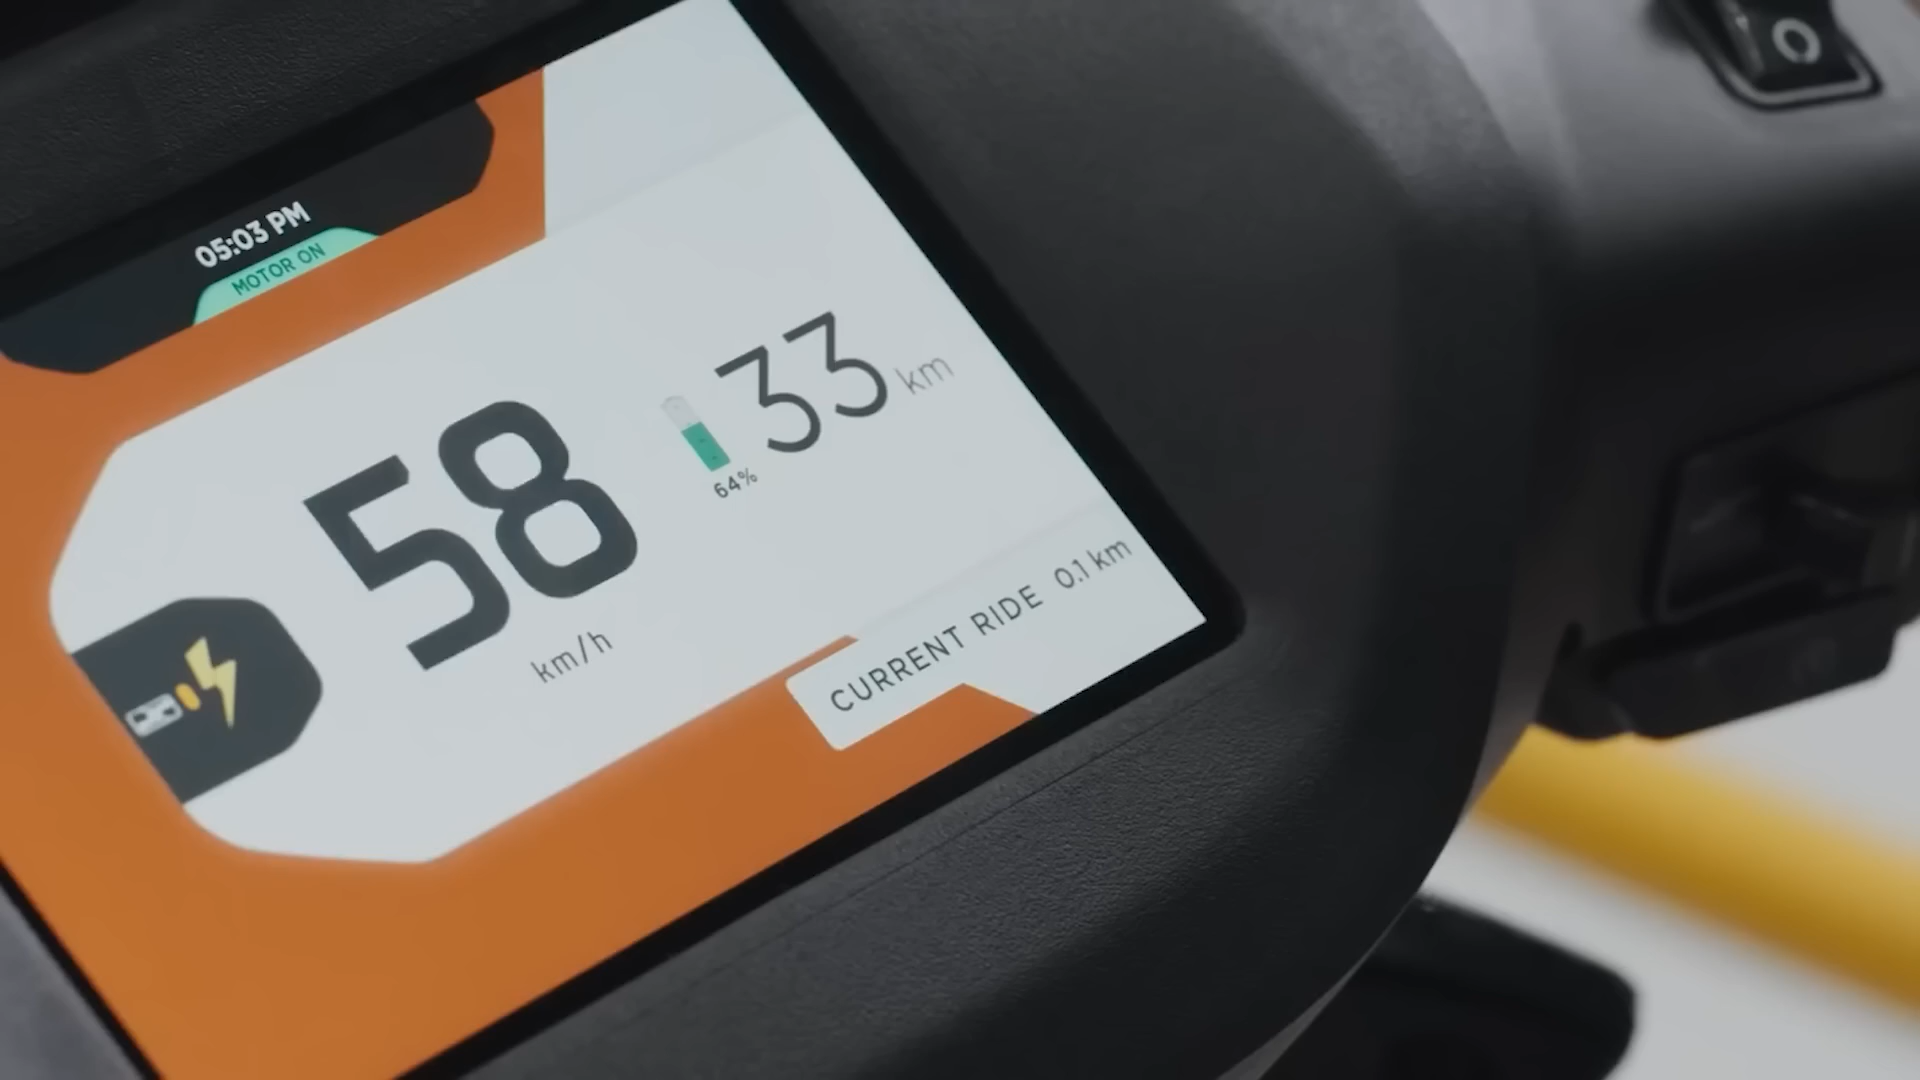 05:03 PM
MOTOR ON
58
km/h
33 km
64%
CURRENT RIDE 0.1 km